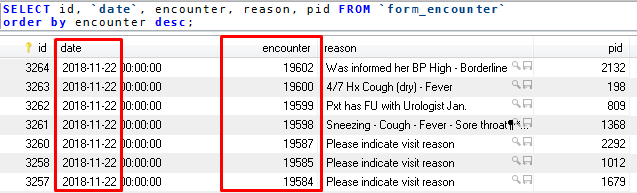 SELECT id, `date`, encounter, reason, pid FROM `form_encounter`
order by encounter desc;
id date encounter reason pid
3264 2018-11-22 00:00:00 19602 Was informed her BP High - Borderline 2132
3263 2018-11-22 00:00:00 19600 4/7 Hx Cough (dry) - Fever 198
3262 2018-11-22 00:00:00 19599 Pxt has FU with Urologist Jan. 809
3261 2018-11-22 00:00:00 19598 Sneezing - Cough - Fever - Sore throat¶·*... 1368
3260 2018-11-22 00:00:00 19587 Please indicate visit reason 2292
3258 2018-11-22 00:00:00 19585 Please indicate visit reason 1012
3257 2018-11-22 00:00:00 19584 Please indicate visit reason 1679